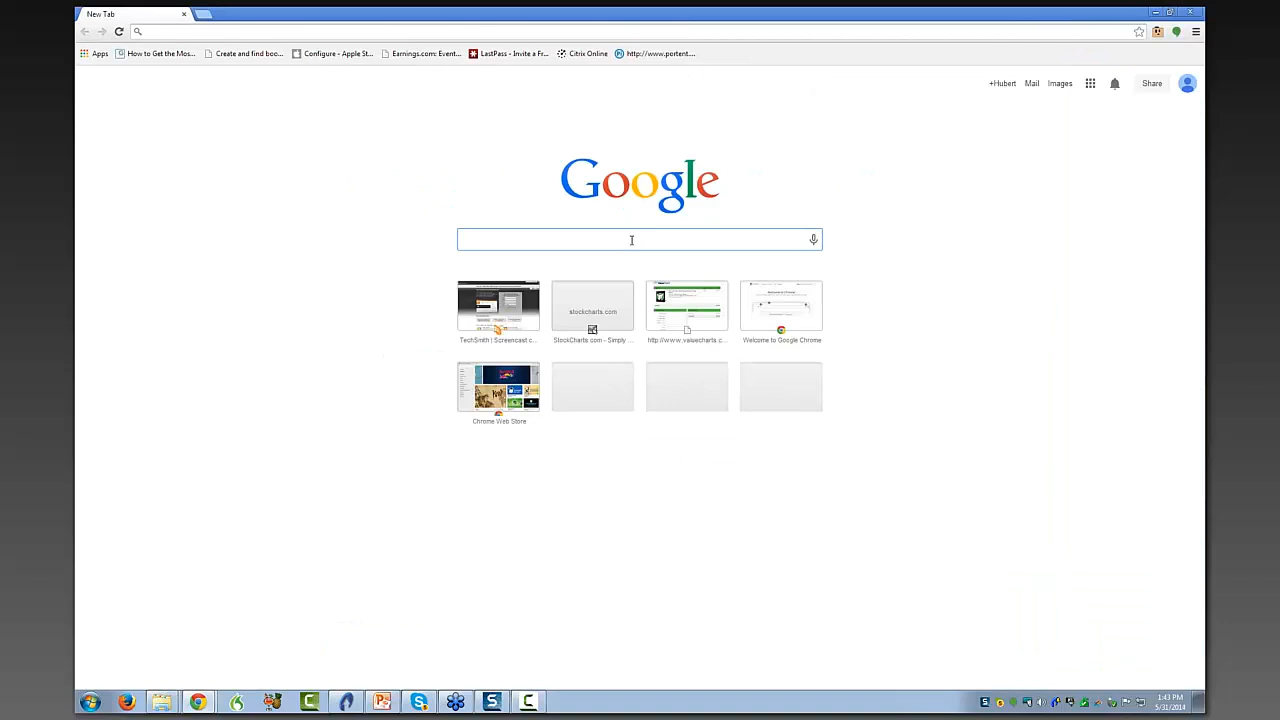 New Tab
Apps How to Get the Mos... Create and find boo... Configure - Apple St... Earnings.com: Event... LastPass - Invite a Fr... Citrix Online http://www.portent....
+Hubert Mail Images Share
Google
stockcharts.com
TechSmith | Screencast c... StockCharts.com - Simply ... http://www.valuecharts.c... Welcome to Google Chrome
Chrome Web Store
1:43 PM
5/31/2014